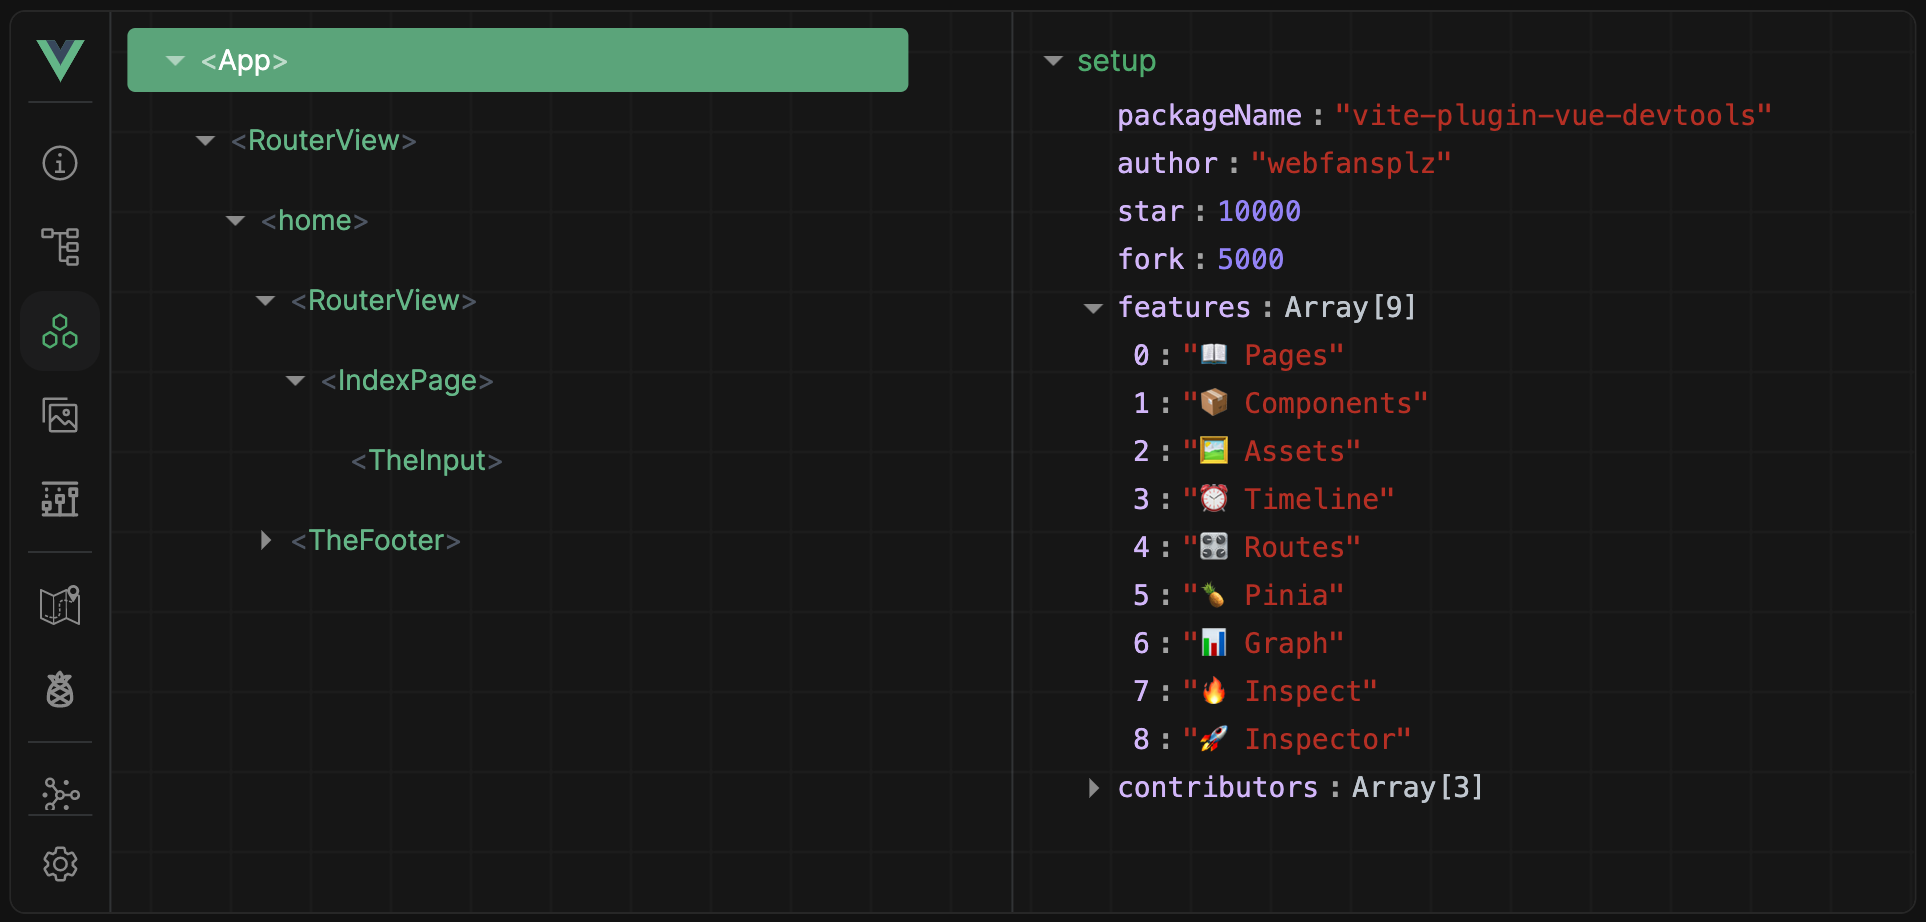 <App>
<RouterView>
<home>
<RouterView>
<IndexPage>
<TheInput>
<TheFooter>
setup
packageName : "vite-plugin-vue-devtools"
author : "webfansplz"
star : 10000
fork : 5000
features : Array[9]
0 : "📖 Pages"
1 : "📦 Components"
2 : "🖼️ Assets"
3 : "⏰ Timeline"
4 : "🎛️ Routes"
5 : "🍍 Pinia"
6 : "📊 Graph"
7 : "🔥 Inspect"
8 : "🚀 Inspector"
contributors : Array[3]